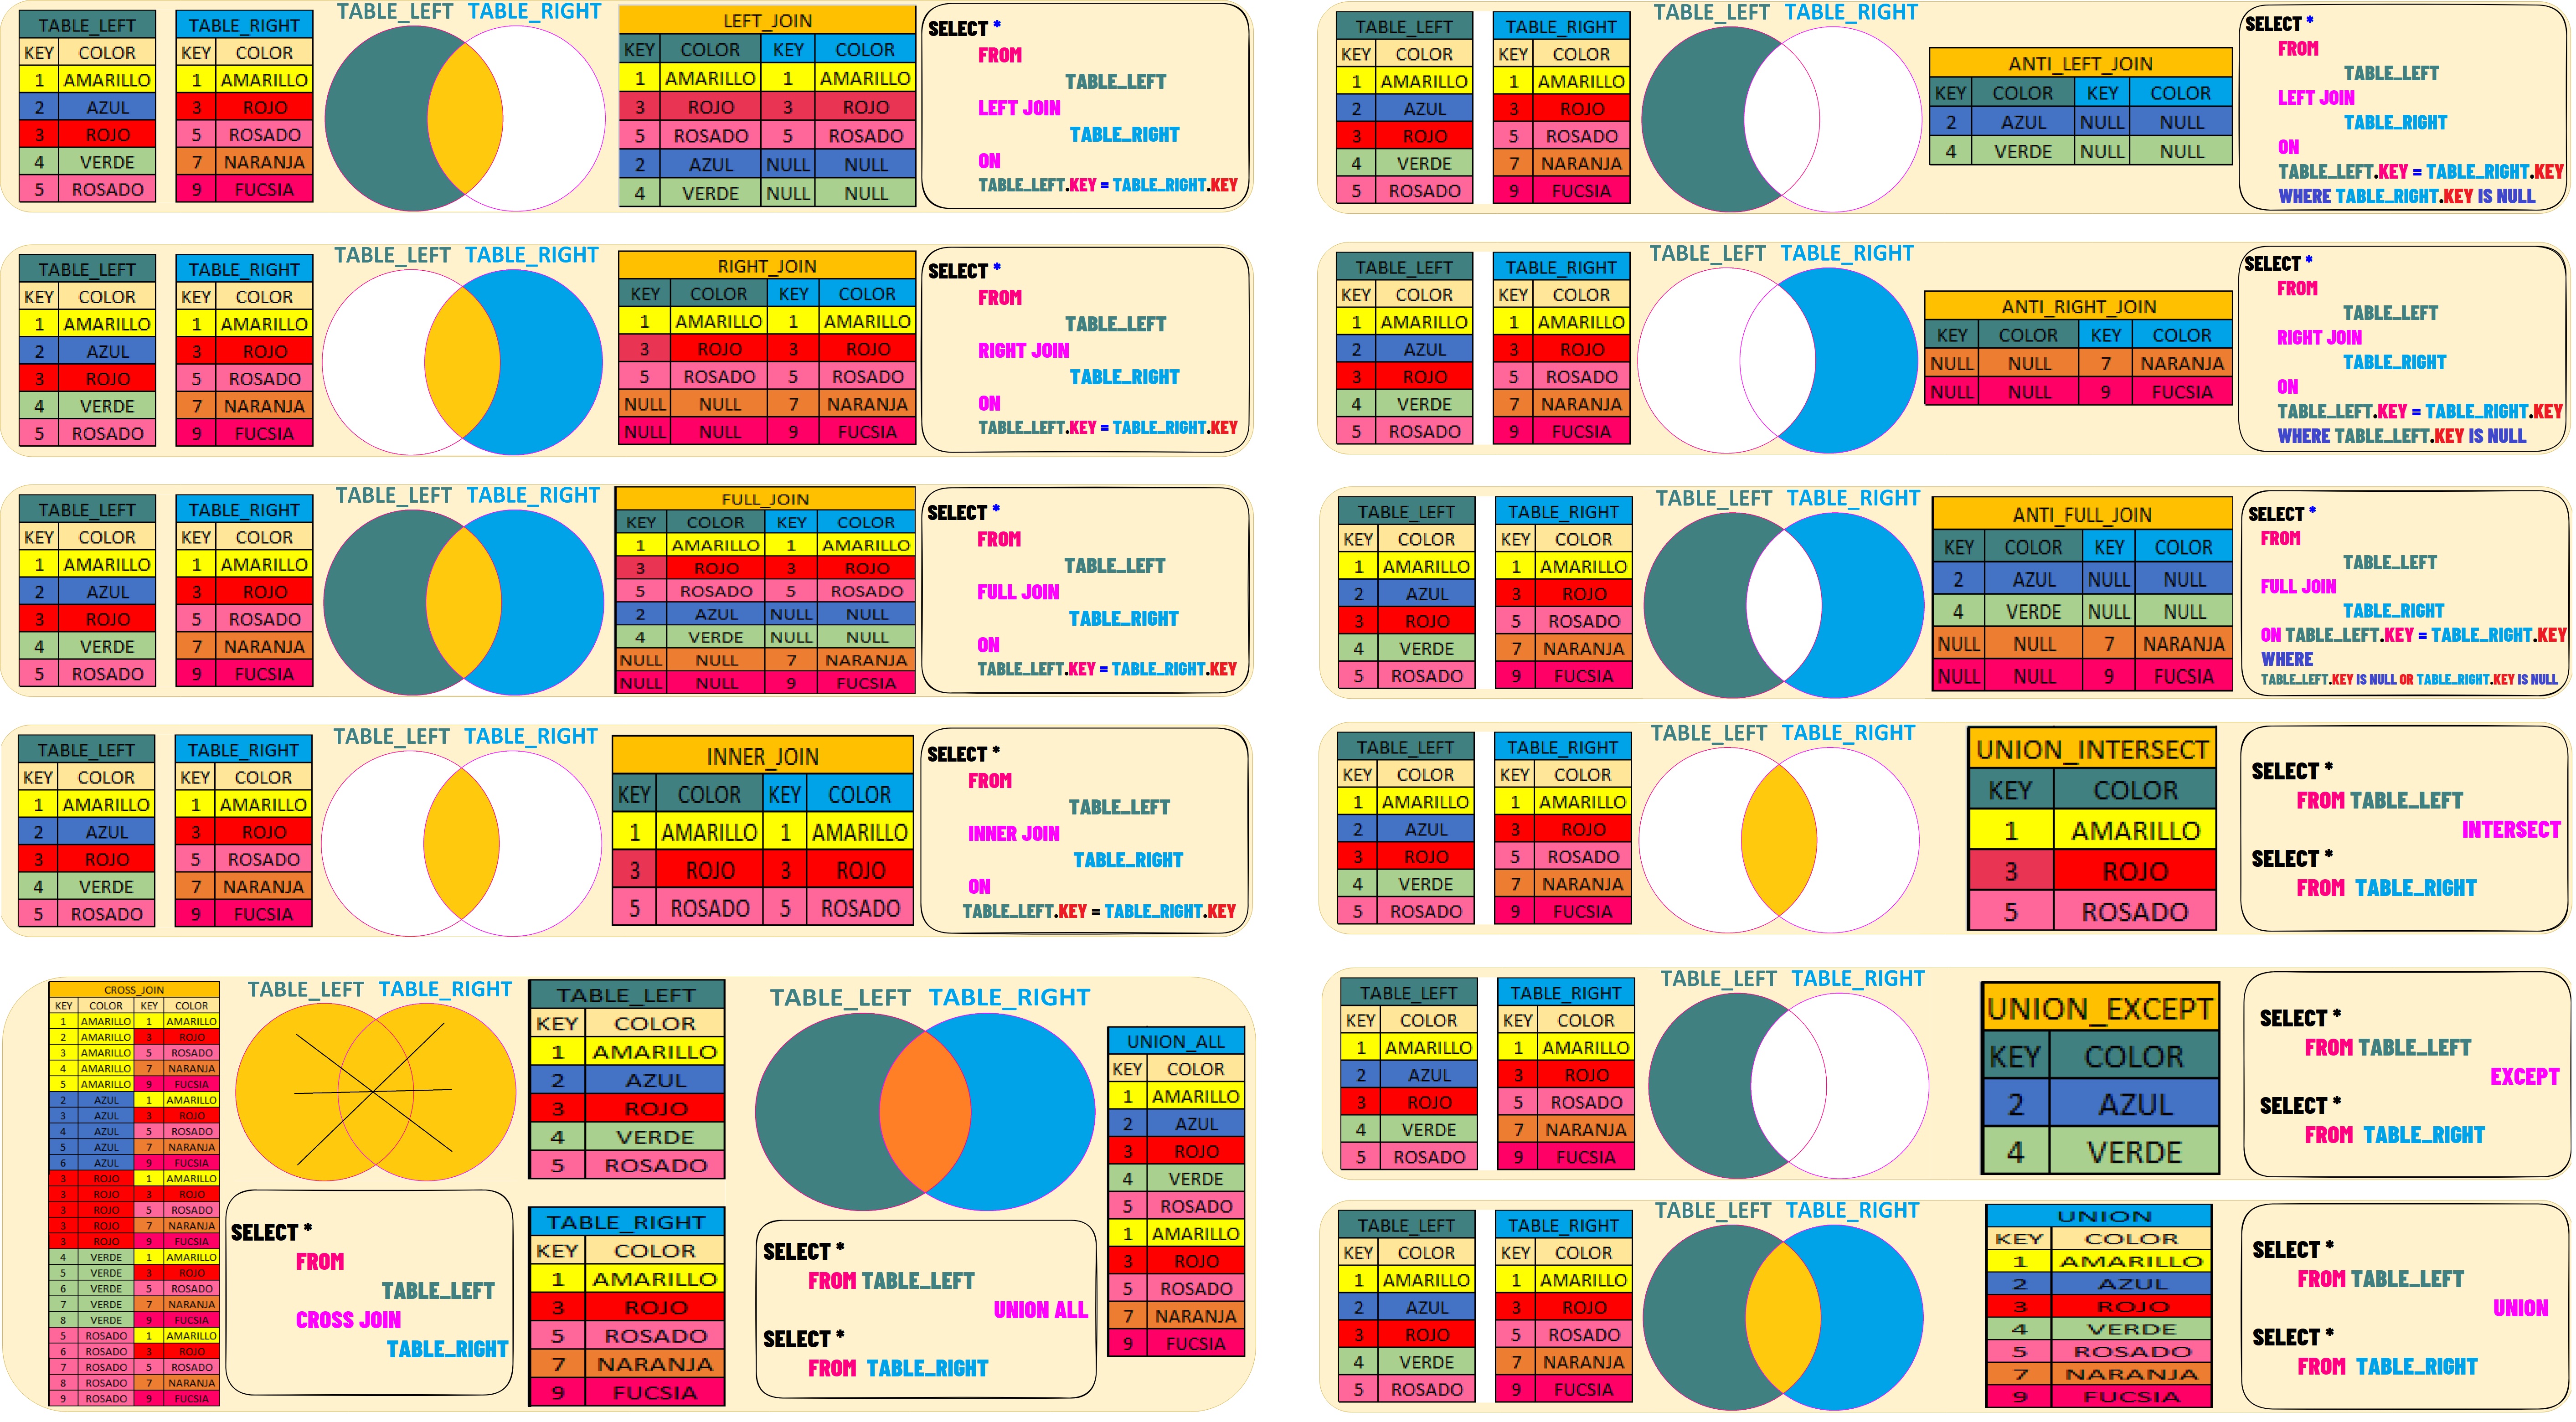 TABLE_LEFT
KEY COLOR
1 AMARILLO
2 AZUL
3 ROJO
4 VERDE
5 ROSADO
TABLE_RIGHT
KEY COLOR
1 AMARILLO
3 ROJO
5 ROSADO
7 NARANJA
9 FUCSIA
TABLE_LEFT TABLE_RIGHT
LEFT_JOIN
KEY COLOR KEY COLOR
1 AMARILLO 1 AMARILLO
3 ROJO 3 ROJO
5 ROSADO 5 ROSADO
2 AZUL NULL NULL
4 VERDE NULL NULL
SELECT *
FROM
TABLE_LEFT
LEFT JOIN
TABLE_RIGHT
ON
TABLE_LEFT.KEY = TABLE_RIGHT.KEY
TABLE_LEFT
KEY COLOR
1 AMARILLO
2 AZUL
3 ROJO
4 VERDE
5 ROSADO
TABLE_RIGHT
KEY COLOR
1 AMARILLO
3 ROJO
5 ROSADO
7 NARANJA
9 FUCSIA
TABLE_LEFT TABLE_RIGHT
ANTI_LEFT_JOIN
KEY COLOR KEY COLOR
2 AZUL NULL NULL
4 VERDE NULL NULL
SELECT *
FROM
TABLE_LEFT
LEFT JOIN
TABLE_RIGHT
ON
TABLE_LEFT.KEY = TABLE_RIGHT.KEY
WHERE TABLE_RIGHT.KEY IS NULL
TABLE_LEFT
KEY COLOR
1 AMARILLO
2 AZUL
3 ROJO
4 VERDE
5 ROSADO
TABLE_RIGHT
KEY COLOR
1 AMARILLO
3 ROJO
5 ROSADO
7 NARANJA
9 FUCSIA
TABLE_LEFT TABLE_RIGHT
RIGHT_JOIN
KEY COLOR KEY COLOR
1 AMARILLO 1 AMARILLO
3 ROJO 3 ROJO
5 ROSADO 5 ROSADO
NULL NULL 7 NARANJA
NULL NULL 9 FUCSIA
SELECT *
FROM
TABLE_LEFT
RIGHT JOIN
TABLE_RIGHT
ON
TABLE_LEFT.KEY = TABLE_RIGHT.KEY
TABLE_LEFT
KEY COLOR
1 AMARILLO
2 AZUL
3 ROJO
4 VERDE
5 ROSADO
TABLE_RIGHT
KEY COLOR
1 AMARILLO
3 ROJO
5 ROSADO
7 NARANJA
9 FUCSIA
TABLE_LEFT TABLE_RIGHT
ANTI_RIGHT_JOIN
KEY COLOR KEY COLOR
NULL NULL 7 NARANJA
NULL NULL 9 FUCSIA
SELECT *
FROM
TABLE_LEFT
RIGHT JOIN
TABLE_RIGHT
ON
TABLE_LEFT.KEY = TABLE_RIGHT.KEY
WHERE TABLE_LEFT.KEY IS NULL
TABLE_LEFT
KEY COLOR
1 AMARILLO
2 AZUL
3 ROJO
4 VERDE
5 ROSADO
TABLE_RIGHT
KEY COLOR
1 AMARILLO
3 ROJO
5 ROSADO
7 NARANJA
9 FUCSIA
TABLE_LEFT TABLE_RIGHT
FULL_JOIN
KEY COLOR KEY COLOR
1 AMARILLO 1 AMARILLO
3 ROJO 3 ROJO
5 ROSADO 5 ROSADO
2 AZUL NULL NULL
4 VERDE NULL NULL
NULL NULL 7 NARANJA
NULL NULL 9 FUCSIA
SELECT *
FROM
TABLE_LEFT
FULL JOIN
TABLE_RIGHT
ON
TABLE_LEFT.KEY = TABLE_RIGHT.KEY
TABLE_LEFT
KEY COLOR
1 AMARILLO
2 AZUL
3 ROJO
4 VERDE
5 ROSADO
TABLE_RIGHT
KEY COLOR
1 AMARILLO
3 ROJO
5 ROSADO
7 NARANJA
9 FUCSIA
TABLE_LEFT TABLE_RIGHT
ANTI_FULL_JOIN
KEY COLOR KEY COLOR
2 AZUL NULL NULL
4 VERDE NULL NULL
NULL NULL 7 NARANJA
NULL NULL 9 FUCSIA
SELECT *
FROM
TABLE_LEFT
FULL JOIN
TABLE_RIGHT
ON TABLE_LEFT.KEY = TABLE_RIGHT.KEY
WHERE
TABLE_LEFT.KEY IS NULL OR TABLE_RIGHT.KEY IS NULL
TABLE_LEFT
KEY COLOR
1 AMARILLO
2 AZUL
3 ROJO
4 VERDE
5 ROSADO
TABLE_RIGHT
KEY COLOR
1 AMARILLO
3 ROJO
5 ROSADO
7 NARANJA
9 FUCSIA
TABLE_LEFT TABLE_RIGHT
INNER_JOIN
KEY COLOR KEY COLOR
1 AMARILLO 1 AMARILLO
3 ROJO 3 ROJO
5 ROSADO 5 ROSADO
SELECT *
FROM
TABLE_LEFT
INNER JOIN
TABLE_RIGHT
ON
TABLE_LEFT.KEY = TABLE_RIGHT.KEY
TABLE_LEFT
KEY COLOR
1 AMARILLO
2 AZUL
3 ROJO
4 VERDE
5 ROSADO
TABLE_RIGHT
KEY COLOR
1 AMARILLO
3 ROJO
5 ROSADO
7 NARANJA
9 FUCSIA
TABLE_LEFT TABLE_RIGHT
UNION_INTERSECT
KEY COLOR
1 AMARILLO
3 ROJO
5 ROSADO
SELECT *
FROM TABLE_LEFT
INTERSECT
SELECT *
FROM TABLE_RIGHT
CROSS_JOIN
KEY COLOR KEY COLOR
1 AMARILLO 1 AMARILLO
2 AMARILLO 3 ROJO
3 AMARILLO 5 ROSADO
4 AMARILLO 7 NARANJA
5 AMARILLO 9 FUCSIA
2 AZUL 1 AMARILLO
3 AZUL 3 ROJO
4 AZUL 5 ROSADO
5 AZUL 7 NARANJA
6 AZUL 9 FUCSIA
3 ROJO 1 AMARILLO
3 ROJO 3 ROJO
3 ROJO 5 ROSADO
3 ROJO 7 NARANJA
3 ROJO 9 FUCSIA
4 VERDE 1 AMARILLO
5 VERDE 3 ROJO
6 VERDE 5 ROSADO
7 VERDE 7 NARANJA
8 VERDE 9 FUCSIA
5 ROSADO 1 AMARILLO
6 ROSADO 3 ROJO
7 ROSADO 5 ROSADO
8 ROSADO 7 NARANJA
9 ROSADO 9 FUCSIA
TABLE_LEFT TABLE_RIGHT
SELECT *
FROM
TABLE_LEFT
CROSS JOIN
TABLE_RIGHT
TABLE_LEFT
KEY COLOR
1 AMARILLO
2 AZUL
3 ROJO
4 VERDE
5 ROSADO
TABLE_RIGHT
KEY COLOR
1 AMARILLO
3 ROJO
5 ROSADO
7 NARANJA
9 FUCSIA
TABLE_LEFT TABLE_RIGHT
SELECT *
FROM TABLE_LEFT
UNION ALL
SELECT *
FROM TABLE_RIGHT
UNION_ALL
KEY COLOR
1 AMARILLO
2 AZUL
3 ROJO
4 VERDE
5 ROSADO
1 AMARILLO
3 ROJO
5 ROSADO
7 NARANJA
9 FUCSIA
TABLE_LEFT
KEY COLOR
1 AMARILLO
2 AZUL
3 ROJO
4 VERDE
5 ROSADO
TABLE_RIGHT
KEY COLOR
1 AMARILLO
3 ROJO
5 ROSADO
7 NARANJA
9 FUCSIA
TABLE_LEFT TABLE_RIGHT
UNION_EXCEPT
KEY COLOR
2 AZUL
4 VERDE
SELECT *
FROM TABLE_LEFT
EXCEPT
SELECT *
FROM TABLE_RIGHT
TABLE_LEFT
KEY COLOR
1 AMARILLO
2 AZUL
3 ROJO
4 VERDE
5 ROSADO
TABLE_RIGHT
KEY COLOR
1 AMARILLO
3 ROJO
5 ROSADO
7 NARANJA
9 FUCSIA
TABLE_LEFT TABLE_RIGHT
UNION
KEY COLOR
1 AMARILLO
2 AZUL
3 ROJO
4 VERDE
5 ROSADO
7 NARANJA
9 FUCSIA
SELECT *
FROM TABLE_LEFT
UNION
SELECT *
FROM TABLE_RIGHT